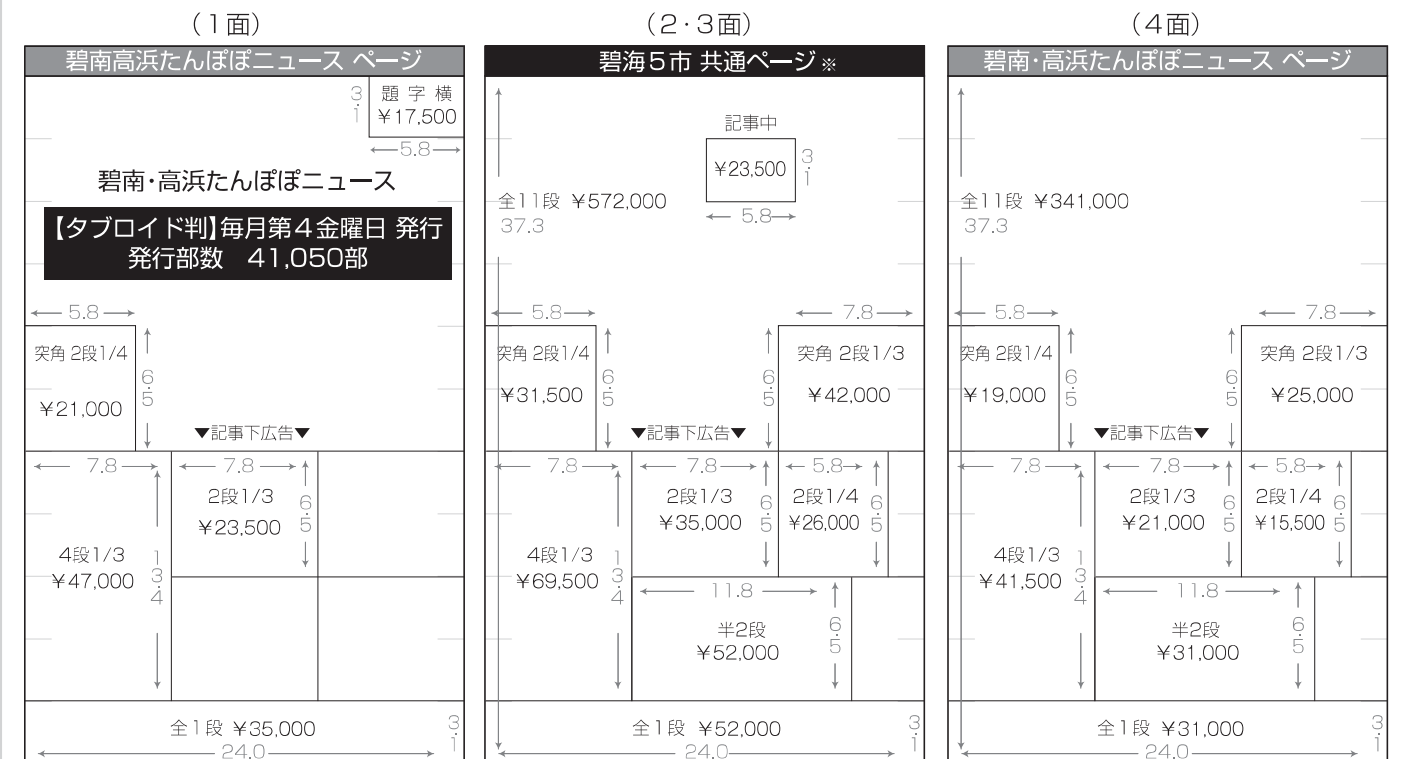 (1面)
碧南高浜たんぽぽニュース ページ
題字横
¥17,500
3.1
5.8
碧南・高浜たんぽぽニュース
【タブロイド判】毎月第4金曜日 発行
発行部数 41,050部
5.8
突角 2段1/4
¥21,000
6.5
▼記事下広告▼
7.8
4段1/3
¥47,000
13.4
7.8
2段1/3
¥23,500
6.5
全1段 ¥35,000
3.1
24.0
(2・3面)
碧海5市 共通ページ※
記事中
¥23,500
3.1
5.8
全11段 ¥572,000
37.3
5.8
突角 2段1/4
¥31,500
6.5
7.8
突角 2段1/3
¥42,000
6.5
▼記事下広告▼
7.8
4段1/3
¥69,500
13.4
7.8
2段1/3
¥35,000
6.5
5.8
2段1/4
¥26,000
6.5
11.8
半2段
¥52,000
6.5
全1段 ¥52,000
3.1
24.0
(4面)
碧南・高浜たんぽぽニュース ページ
全11段 ¥341,000
37.3
5.8
突角 2段1/4
¥19,000
6.5
7.8
突角 2段1/3
¥25,000
6.5
▼記事下広告▼
7.8
4段1/3
¥41,500
13.4
7.8
2段1/3
¥21,000
6.5
5.8
2段1/4
¥15,500
6.5
11.8
半2段
¥31,000
6.5
全1段 ¥31,000
3.1
24.0